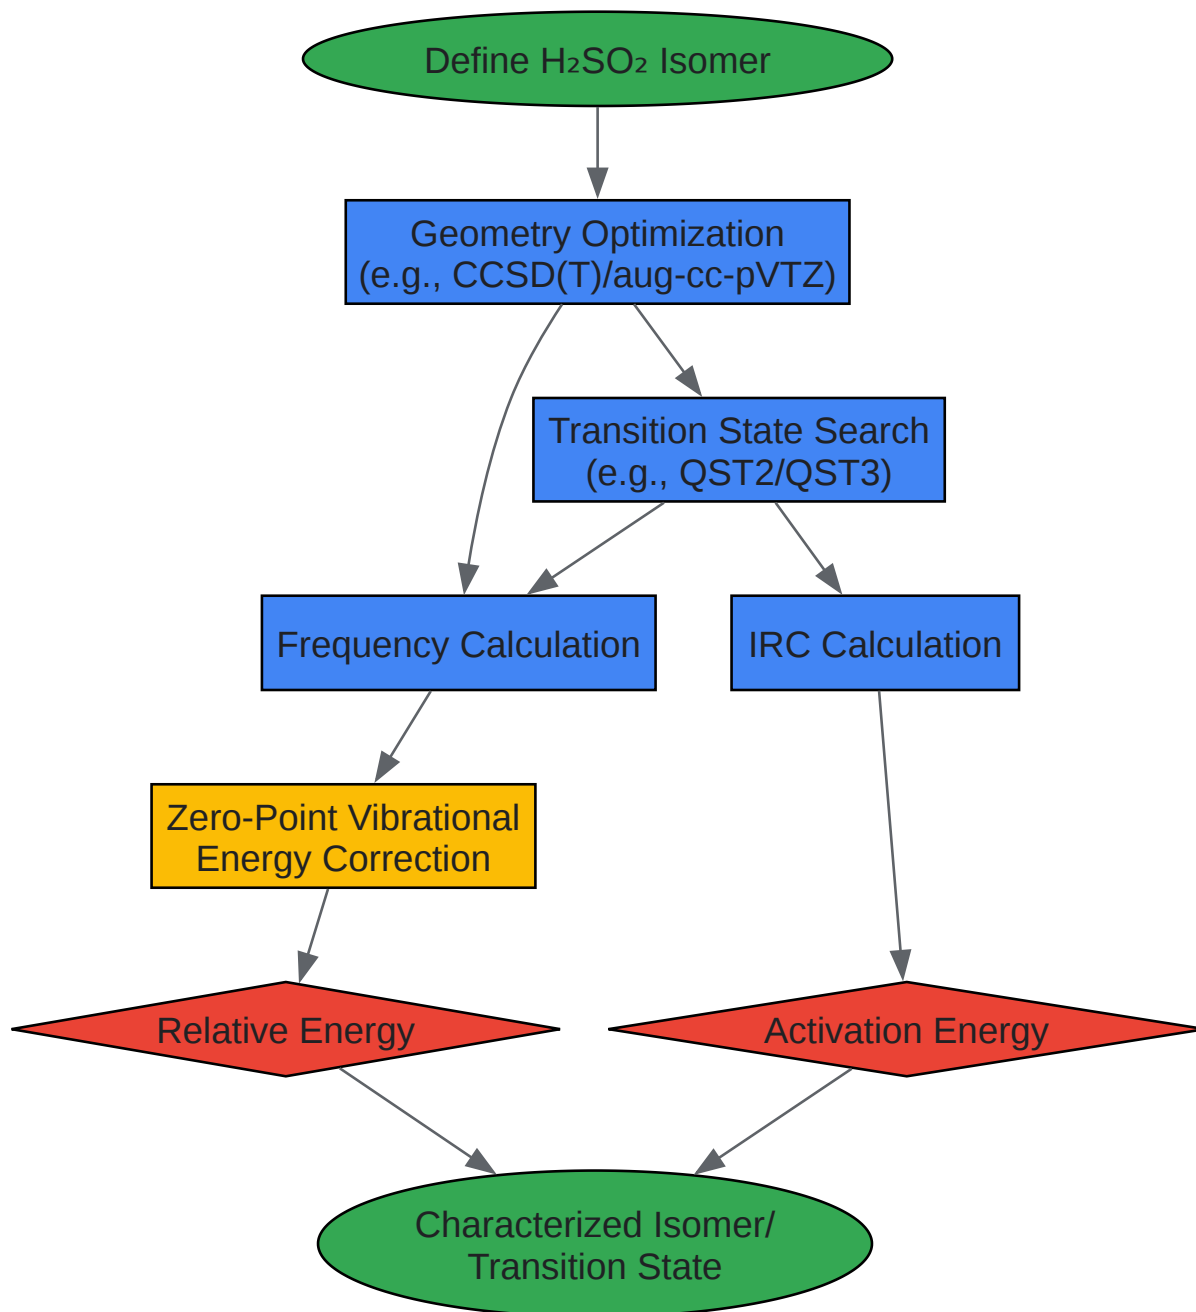 Define H₂SO₂ Isomer
Geometry Optimization
(e.g., CCSD(T)/aug-cc-pVTZ)
Transition State Search
(e.g., QST2/QST3)
Frequency Calculation
IRC Calculation
Zero-Point Vibrational
Energy Correction
Relative Energy
Activation Energy
Characterized Isomer/
Transition State